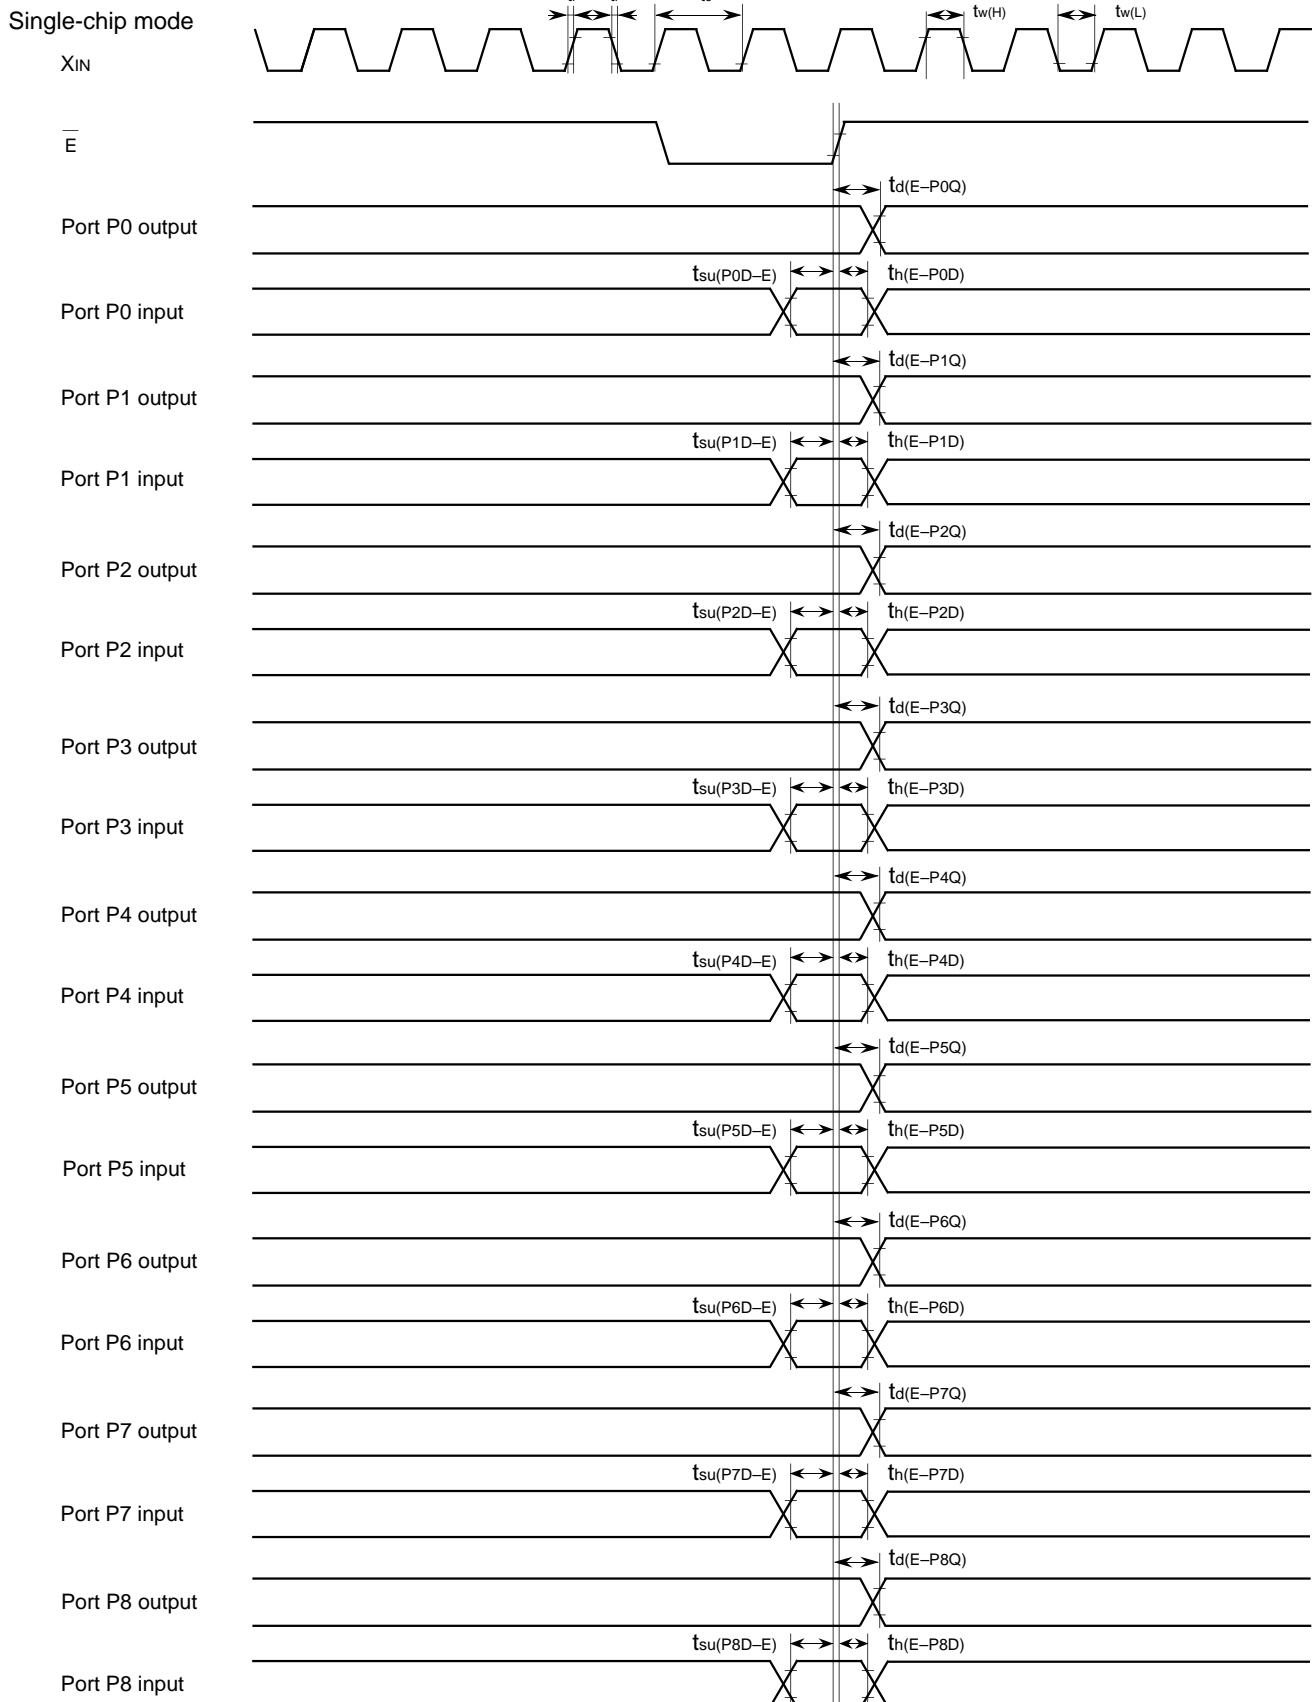 Single-chip mode
tw(H)
tw(L)
XIN
E
td(E–P0Q)
Port P0 output
tsu(P0D–E)
th(E–P0D)
Port P0 input
td(E–P1Q)
Port P1 output
tsu(P1D–E)
th(E–P1D)
Port P1 input
td(E–P2Q)
Port P2 output
tsu(P2D–E)
th(E–P2D)
Port P2 input
td(E–P3Q)
Port P3 output
tsu(P3D–E)
th(E–P3D)
Port P3 input
td(E–P4Q)
Port P4 output
tsu(P4D–E)
th(E–P4D)
Port P4 input
td(E–P5Q)
Port P5 output
tsu(P5D–E)
th(E–P5D)
Port P5 input
td(E–P6Q)
Port P6 output
tsu(P6D–E)
th(E–P6D)
Port P6 input
td(E–P7Q)
Port P7 output
tsu(P7D–E)
th(E–P7D)
Port P7 input
td(E–P8Q)
Port P8 output
tsu(P8D–E)
th(E–P8D)
Port P8 input